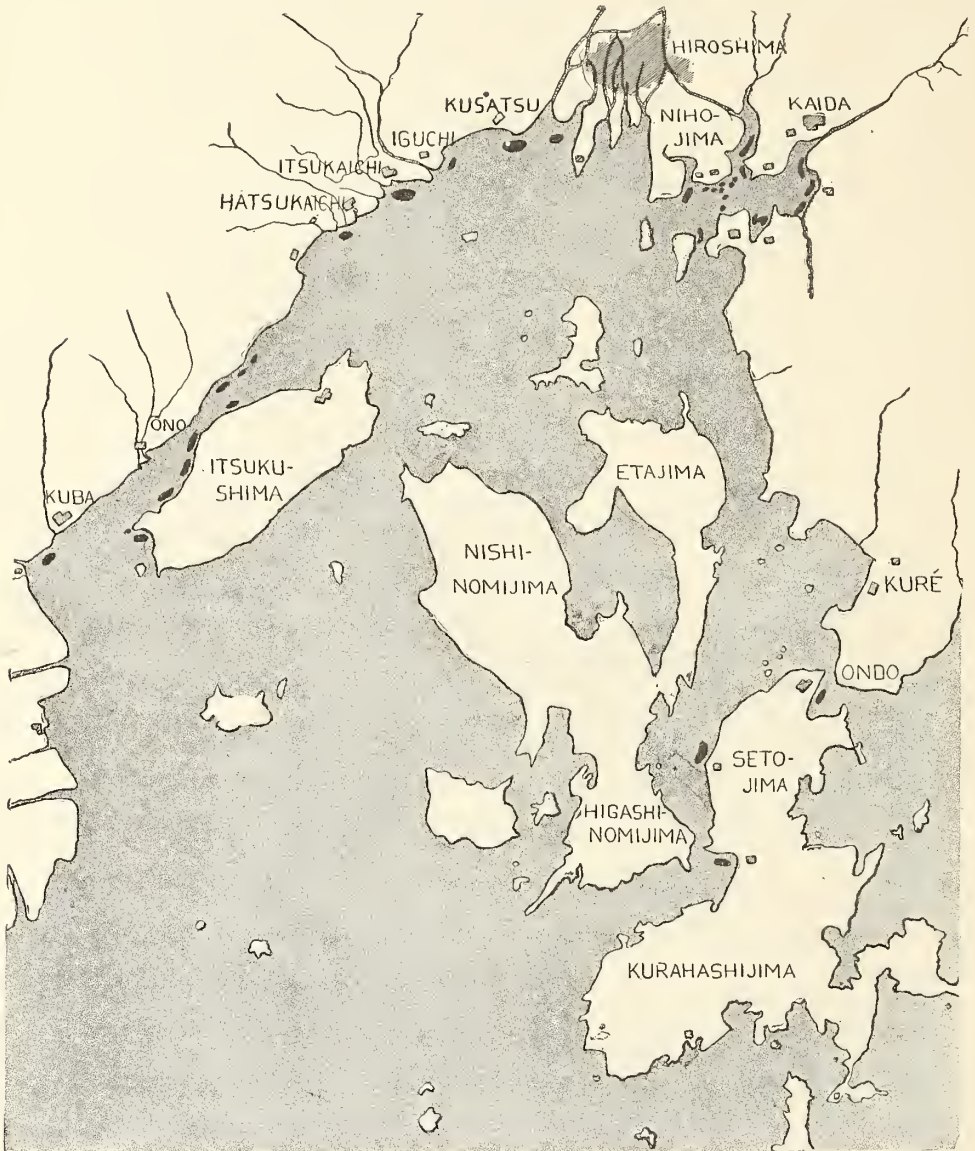 HIROSHIMA
KUSATSU
KAIDA
NIHO-
JIMA
IGUCHI
ITSUKAICHI
HATSUKAICHI
ONO
ITSUKU-
SHIMA
ETAJIMA
KUBA
NISHI-
NOMIJIMA
KURÉ
ONDO
SETO-
JIMA
HIGASHI-
NOMIJIMA
KURAHASHIJIMA